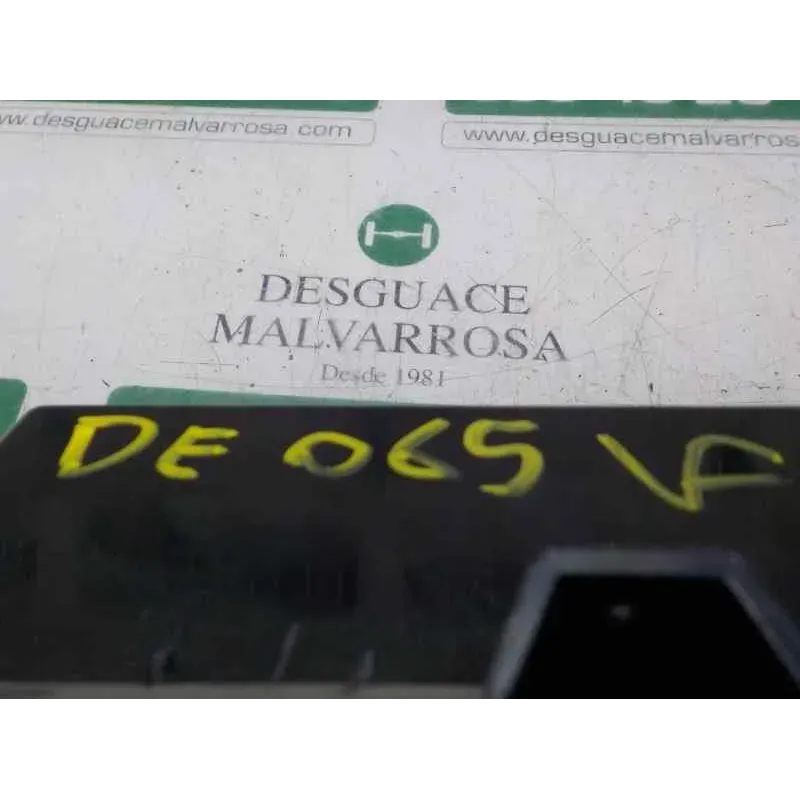 www.desguacemalvarrosa.com
www.desguacemalvarros
DESGUACE
MALVARROSA
Desde 1981
DE 065 VF